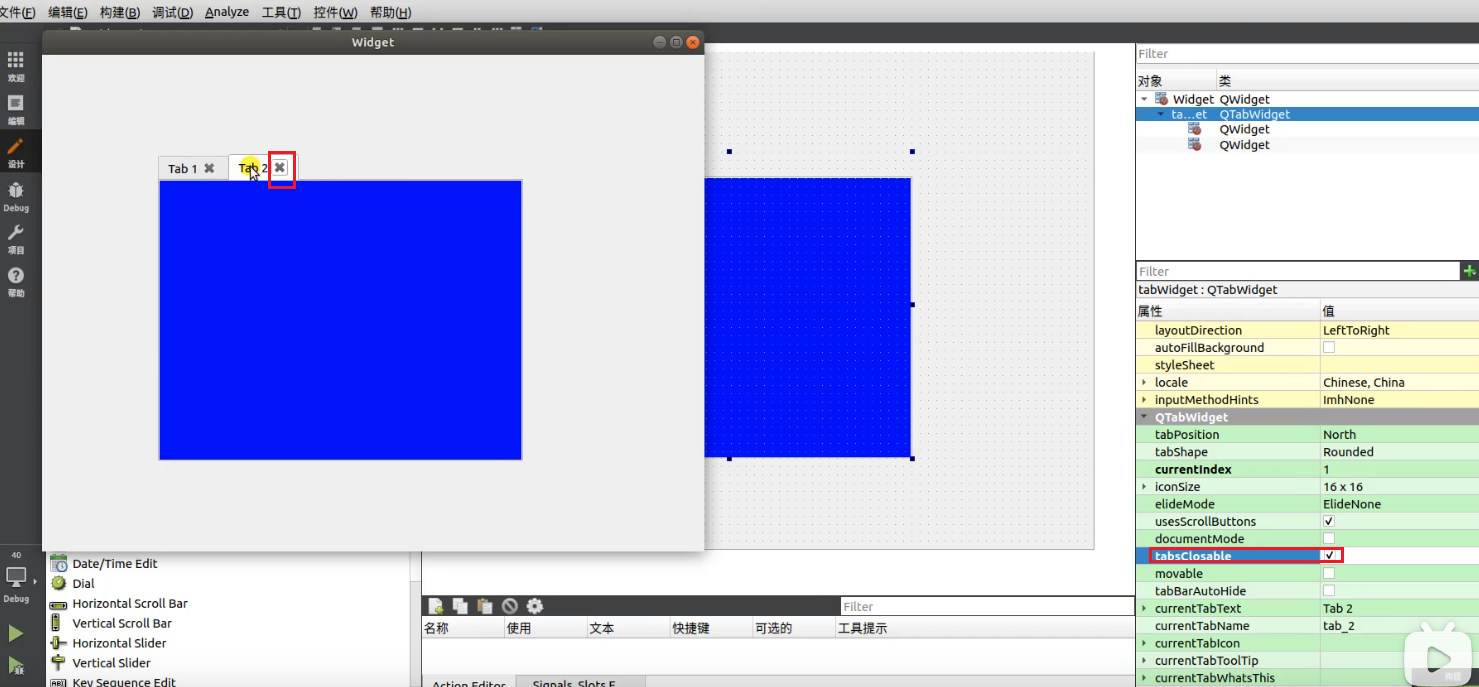 文件(F) 编辑(E) 构建(B) 调试(D) Analyze 工具(T) 控件(W) 帮助(H)
Widget
欢迎
编辑
设计
Debug
项目
帮助
Tab 1
Tab 2
Filter
对象 类
Widget QWidget
ta...et QTabWidget
QWidget
QWidget
Filter
tabWidget : QTabWidget
属性 值
layoutDirection LeftToRight
autoFillBackground
styleSheet
locale Chinese, China
inputMethodHints ImhNone
QTabWidget
tabPosition North
tabShape Rounded
currentIndex 1
iconSize 16 x 16
elideMode ElideNone
usesScrollButtons
documentMode
tabsClosable
movable
tabBarAutoHide
currentTabText Tab 2
currentTabName tab_2
currentTabIcon
currentTabToolTip
currentTabWhatsThis
40
Debug
Date/Time Edit
Dial
Horizontal Scroll Bar
Vertical Scroll Bar
Horizontal Slider
Vertical Slider
Key Sequence Edit
Filter
名称 使用 文本 快捷键 可选的 工具提示
Action Editor Signals Slots E